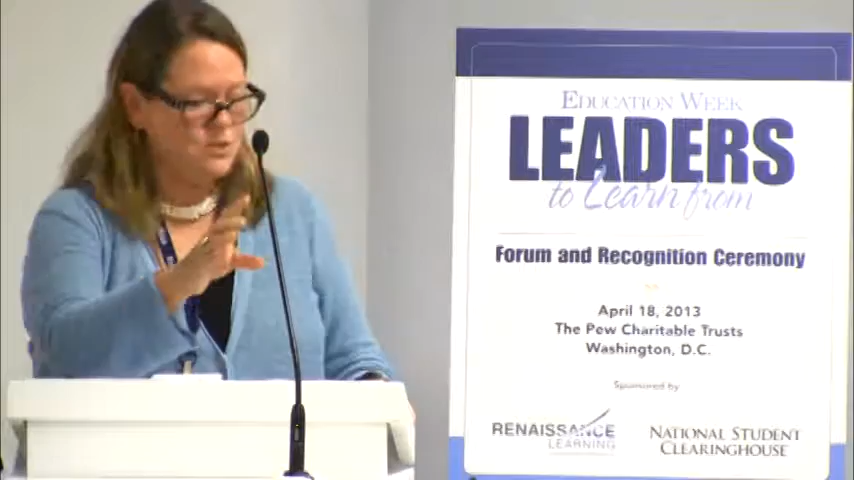 EDUCATION WEEK
LEADERS
to Learn from
Forum and Recognition Ceremony
April 18, 2013
The Pew Charitable Trusts
Washington, D.C.
Sponsored by
RENAISSANCE
LEARNING
NATIONAL STUDENT
CLEARINGHOUSE